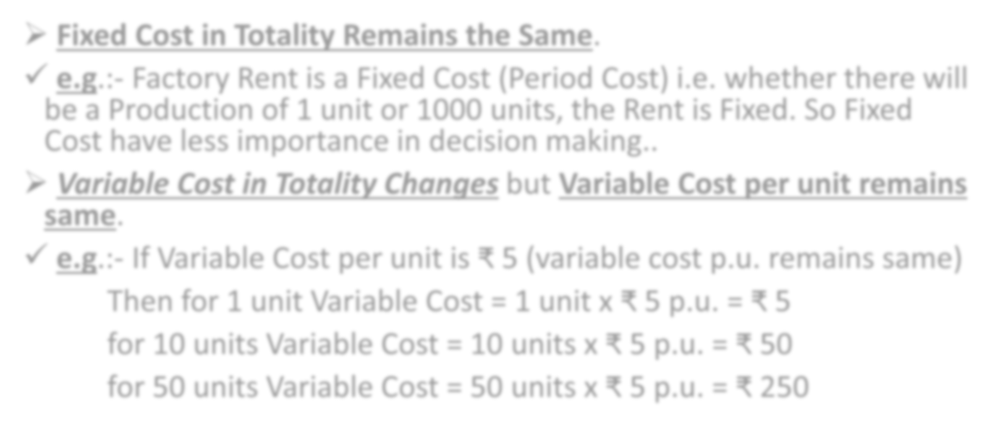 ➢ Fixed Cost in Totality Remains the Same.
✓ e.g.:- Factory Rent is a Fixed Cost (Period Cost) i.e. whether there will
be a Production of 1 unit or 1000 units, the Rent is Fixed. So Fixed
Cost have less importance in decision making..
➢ Variable Cost in Totality Changes but Variable Cost per unit remains
same.
✓ e.g.:- If Variable Cost per unit is ₹ 5 (variable cost p.u. remains same)
Then for 1 unit Variable Cost = 1 unit x ₹ 5 p.u. = ₹ 5
for 10 units Variable Cost = 10 units x ₹ 5 p.u. = ₹ 50
for 50 units Variable Cost = 50 units x ₹ 5 p.u. = ₹ 250